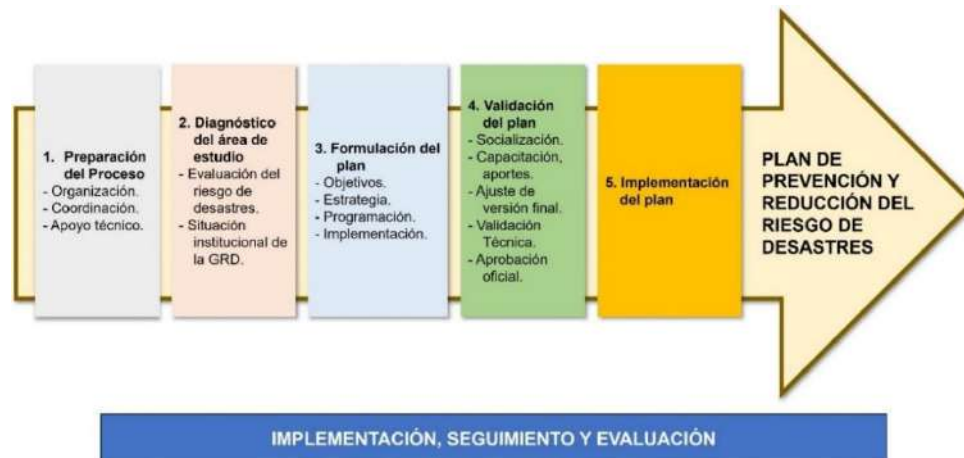 1. Preparación
del Proceso
- Organización.
- Coordinación.
- Apoyo técnico.
2. Diagnóstico
del área de
estudio
- Evaluación del
riesgo de
desastres.
- Situación
institucional de
la GRD.
3. Formulación del
plan
- Objetivos.
- Estrategia.
- Programación.
- Implementación.
4. Validación
del plan
- Socialización.
- Capacitación,
aportes.
- Ajuste de
versión final.
- Validación
Técnica.
- Aprobación
oficial.
5. Implementación
del plan
PLAN DE
PREVENCIÓN Y
REDUCCIÓN DEL
RIESGO DE
DESASTRES
IMPLEMENTACIÓN, SEGUIMIENTO Y EVALUACIÓN